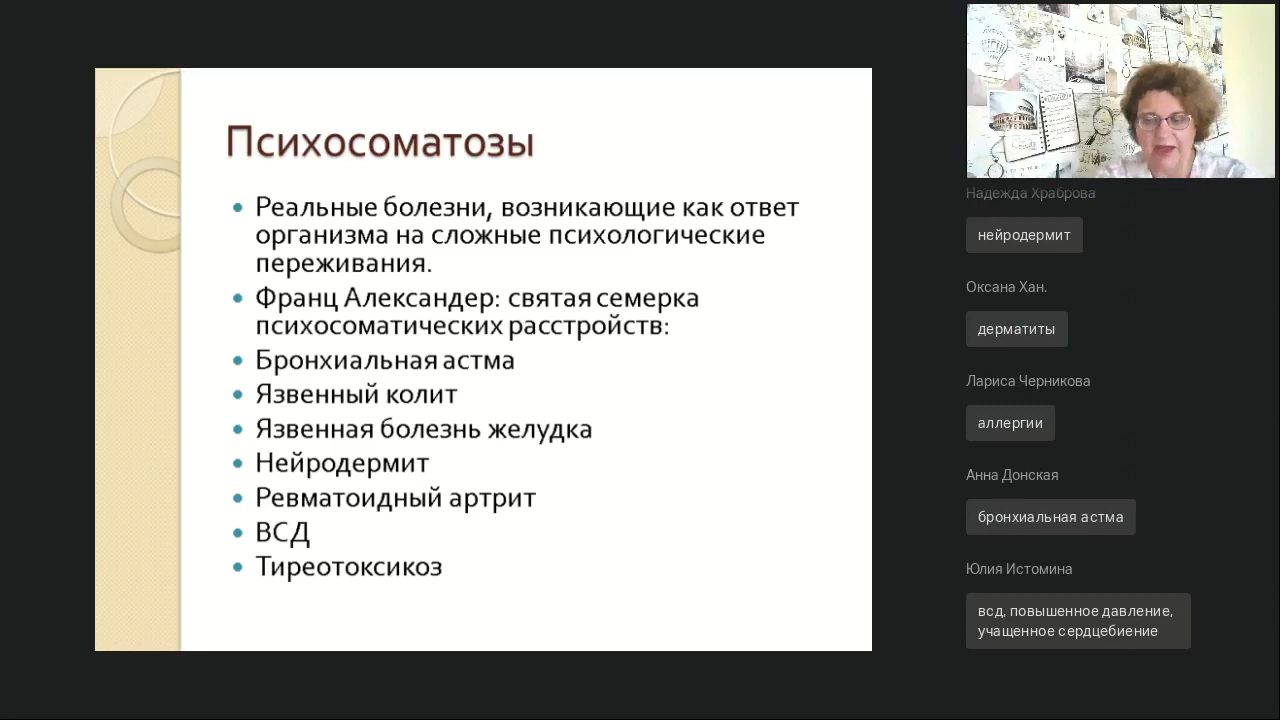 Психосоматозы
Реальные болезни, возникающие как ответ
организма на сложные психологические
переживания.
Франц Александер: святая семерка
психосоматических расстройств:
Бронхиальная астма
Язвенный колит
Язвенная болезнь желудка
Нейродермит
Ревматоидный артрит
ВСД
Тиреотоксикоз
Надежда Храброва
нейродермит
Оксана Хан.
дерматиты
Лариса Черникова
аллергии
Анна Донская
бронхиальная астма
Юлия Истомина
всд, повышенное давление,
учащенное сердцебиение